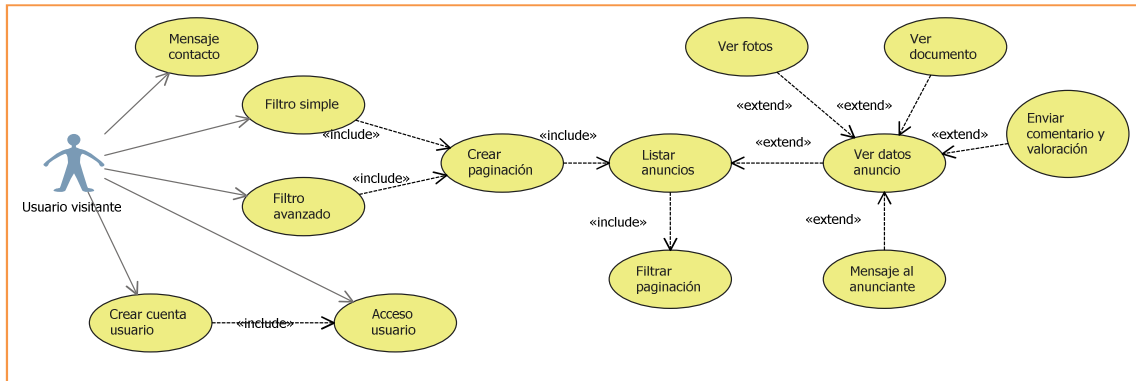 Mensaje
contacto
Ver fotos
Ver
documento
Filtro simple
«include»
«extend»
«extend»
Enviar
comentario y
valoración
«extend»
Usuario visitante
Crear
paginación
«include»
Listar
anuncios
«extend»
Ver datos
anuncio
«include»
Filtro
avanzado
«include»
«extend»
Filtrar
paginación
Mensaje al
anunciante
Crear cuenta
usuario
«include»
Acceso
usuario